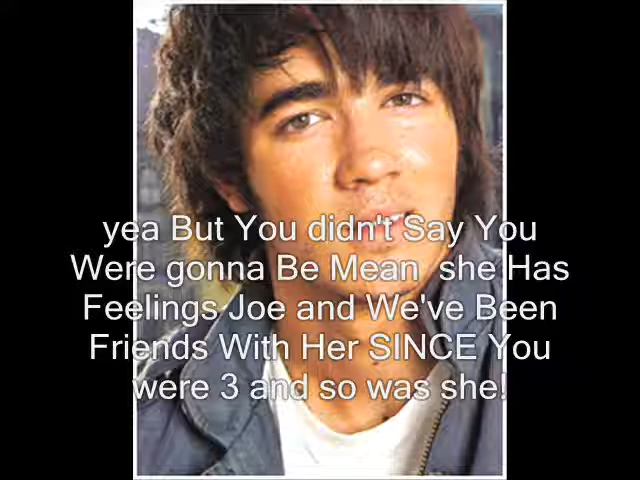 yea But You didn't Say You
Were gonna Be Mean  she Has
Feelings Joe and We've Been
Friends With Her SINCE You
were 3 and so was she!